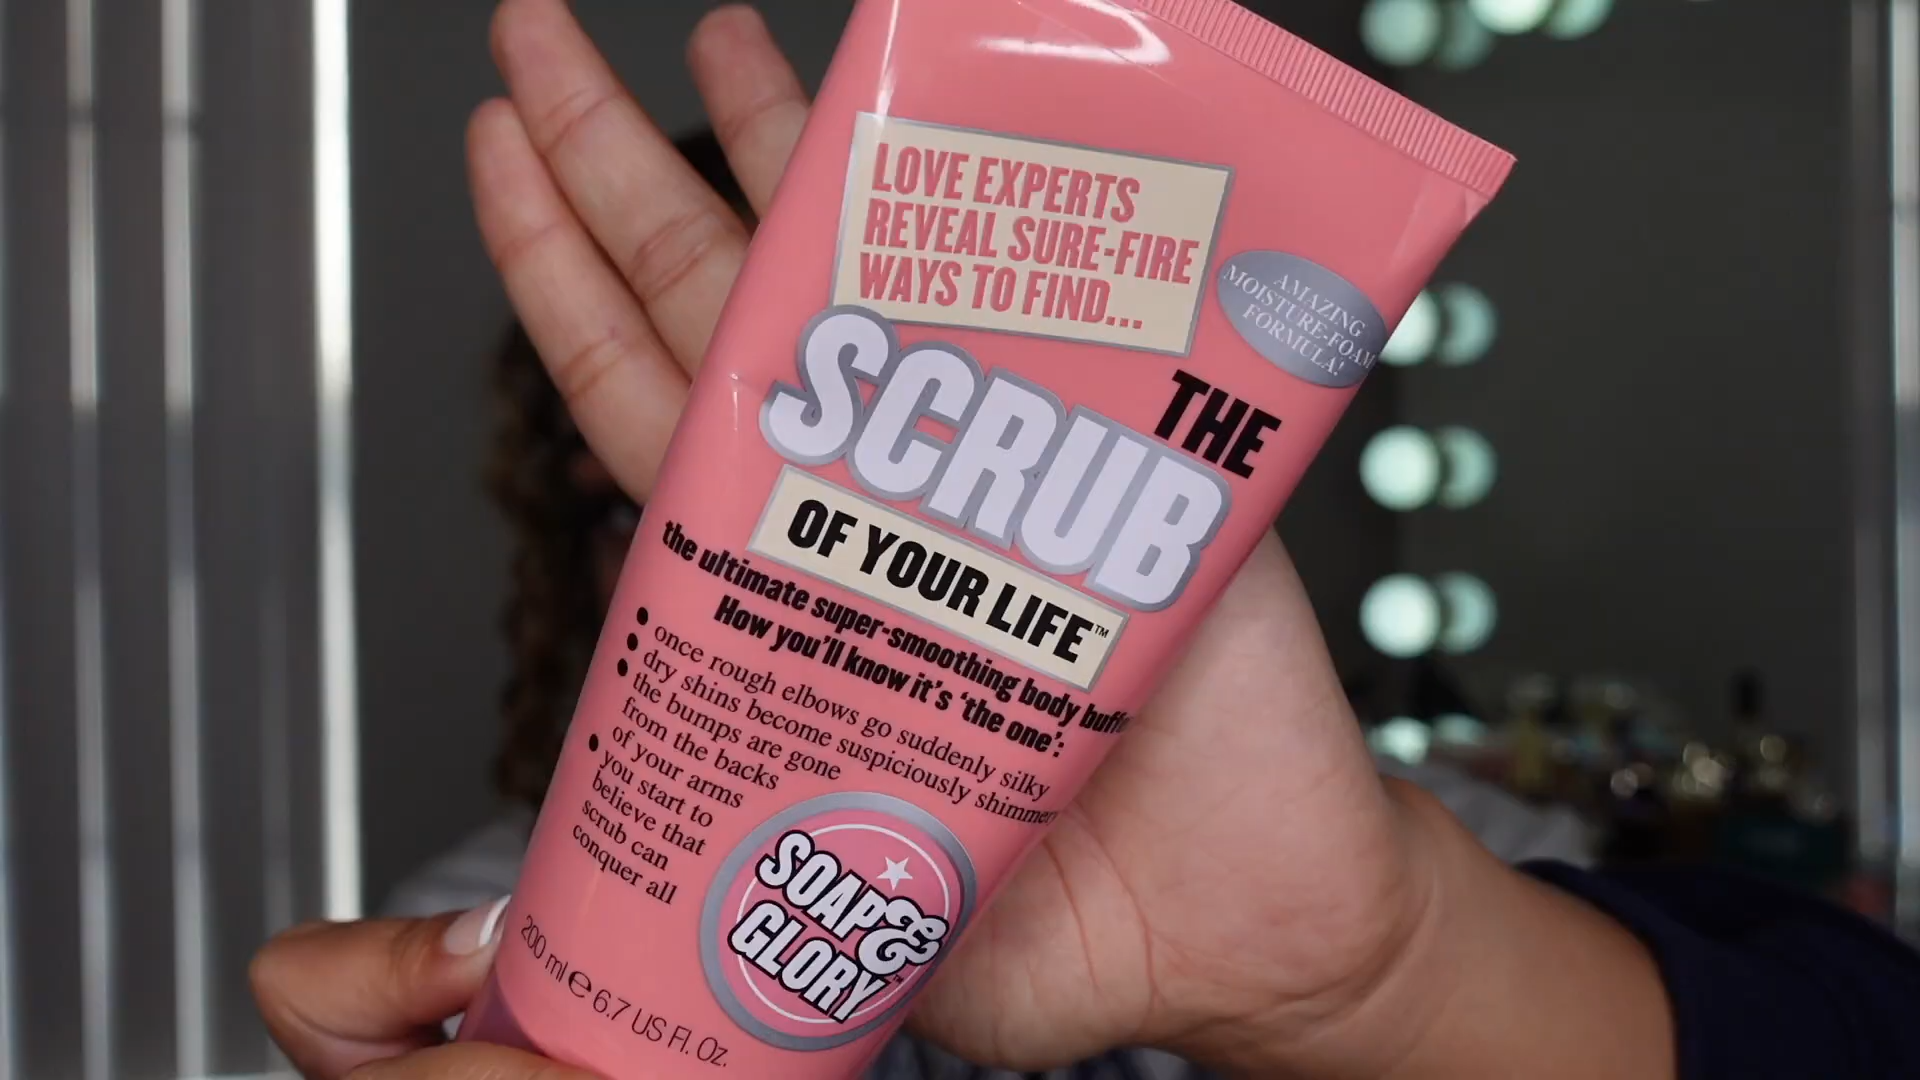 LOVE EXPERTS
REVEAL SURE-FIRE
WAYS TO FIND...
AMAZING
MOISTURE-FOAM
FORMULA!
THE
SCRUB
OF YOUR LIFE™
the ultimate super-smoothing body
How you'll know it's 'the one':
• once rough elbows go suddenly silky
• dry shins become suspiciously
• the bumps are gone
from the backs
of your arms
• you start to
believe that
scrub can
conquer all
SOAP&
GLORY™
200 ml ℮ 6.7 US Fl. Oz.